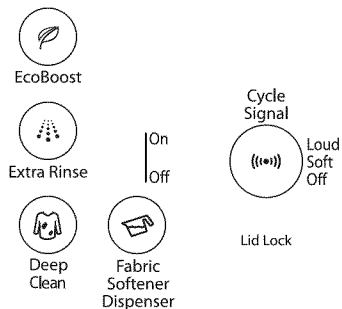 EcoBoost
Extra Rinse
On
Off
Deep
Clean
Fabric
Softener
Dispenser
Cycle
Signal
Loud
Soft
Off
Lid Lock